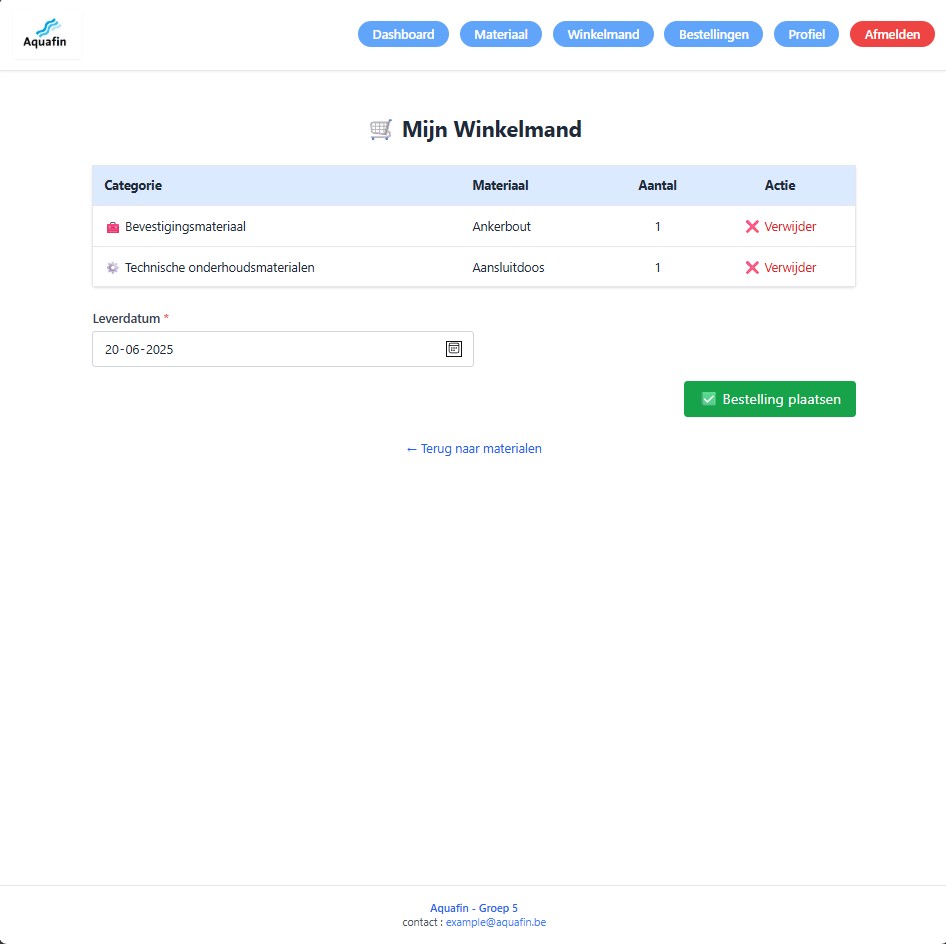 Aquafin
Dashboard Materiaal Winkelmand Bestellingen Profiel Afmelden
Mijn Winkelmand
Categorie Materiaal Aantal Actie
Bevestigingsmateriaal Ankerbout 1 ❌ Verwijder
Technische onderhoudsmaterialen Aansluitdoos 1 ❌ Verwijder
Leverdatum *
20-06-2025
✅ Bestelling plaatsen
← Terug naar materialen
Aquafin - Groep 5
contact : example@aquafin.be